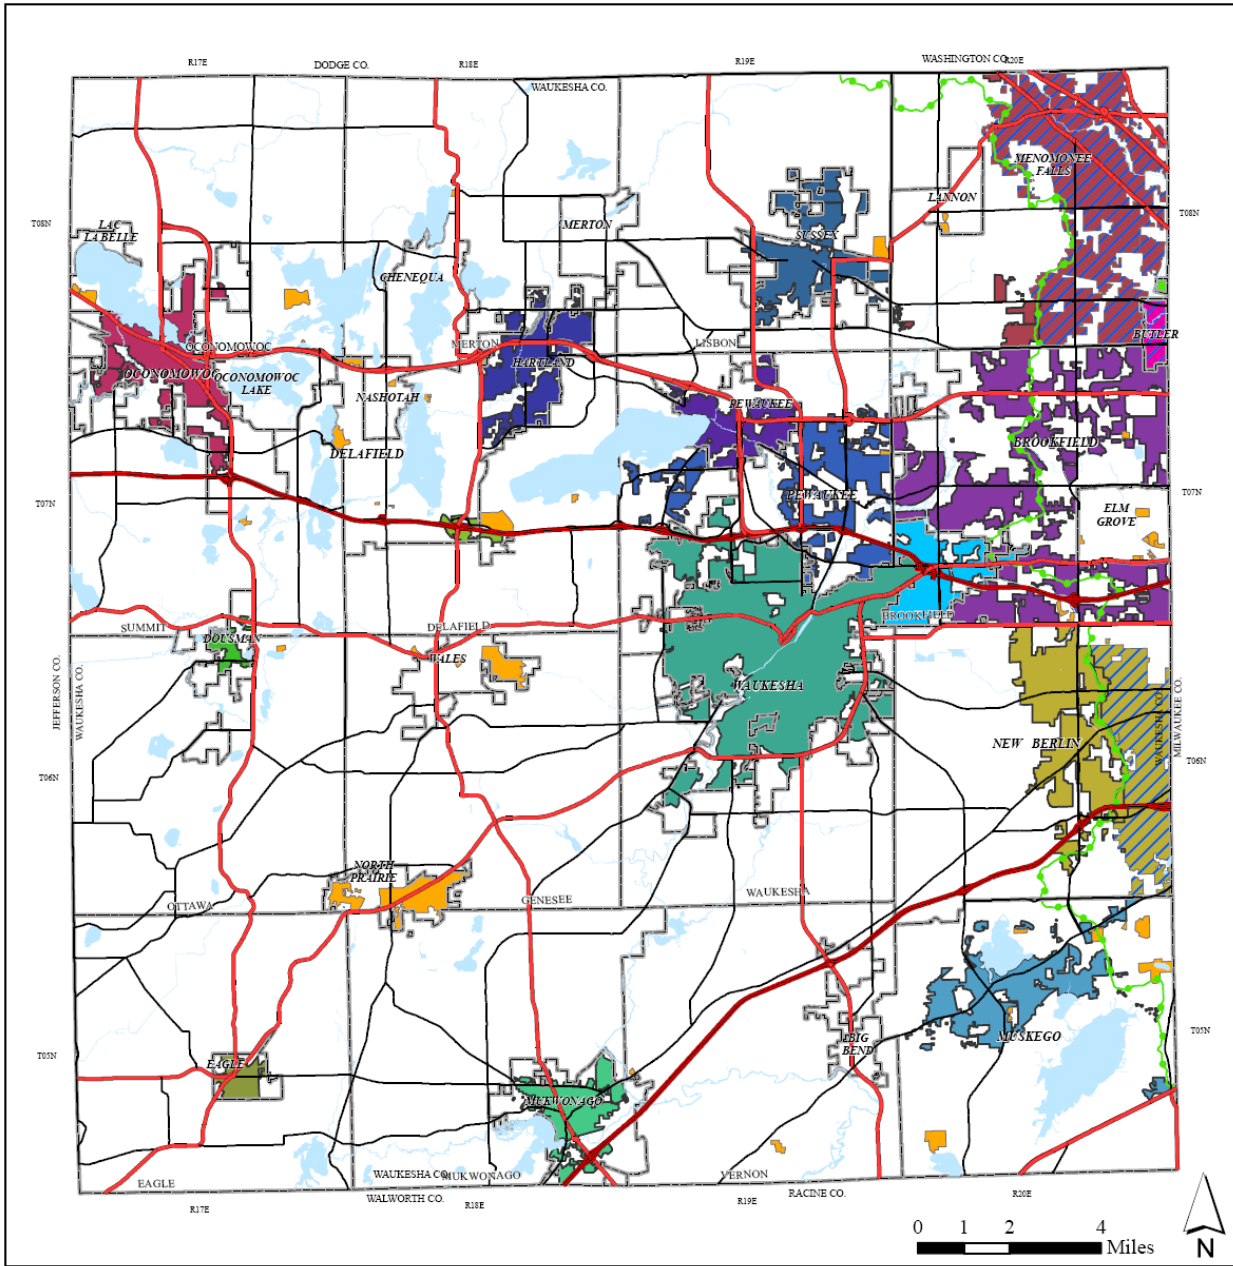 R17E
DODGE CO.
R18E
R19E
WASHINGTON CO.
R20E
WAUKESHA CO.
MENOMONEE
FALLS
T08N
LAC
LA BELLE
MERTON
LANNON
T08N
SUSSEX
CHENEQUA
BUTLER
OCONOMOWOC
MERTON
LISBON
HARTLAND
OCONOMOWOC
OCONOMOWOC
LAKE
NASHOTAH
PEWAUKEE
DELAFIELD
BROOKFIELD
T07N
PEWAUKEE
T07N
ELM
GROVE
SUMMIT
DELAFIELD
BROOKFIELD
DOUSMAN
WALES
WAUKESHA
JEFFERSON CO.
WAUKESHA CO.
WAUKESHA CO.
MILWAUKEE CO.
NEW BERLIN
T06N
T06N
NORTH
PRAIRIE
OTTAWA
GENESEE
WAUKESHA
T05N
EAGLE
BIG
BEND
MUSKEGO
T05N
MUKWONAGO
EAGLE
WAUKESHA CO.
MUKWONAGO
VERNON
WALWORTH CO.
RACINE CO.
R17E
R18E
R19E
R20E
0 1 2 4
Miles
N